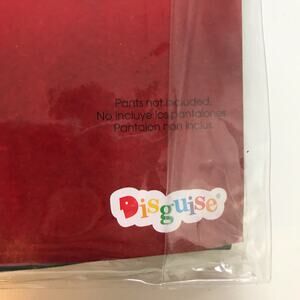 Pants not included.
No incluye los pantalones.
Pantalon non inclus.
Disguise®